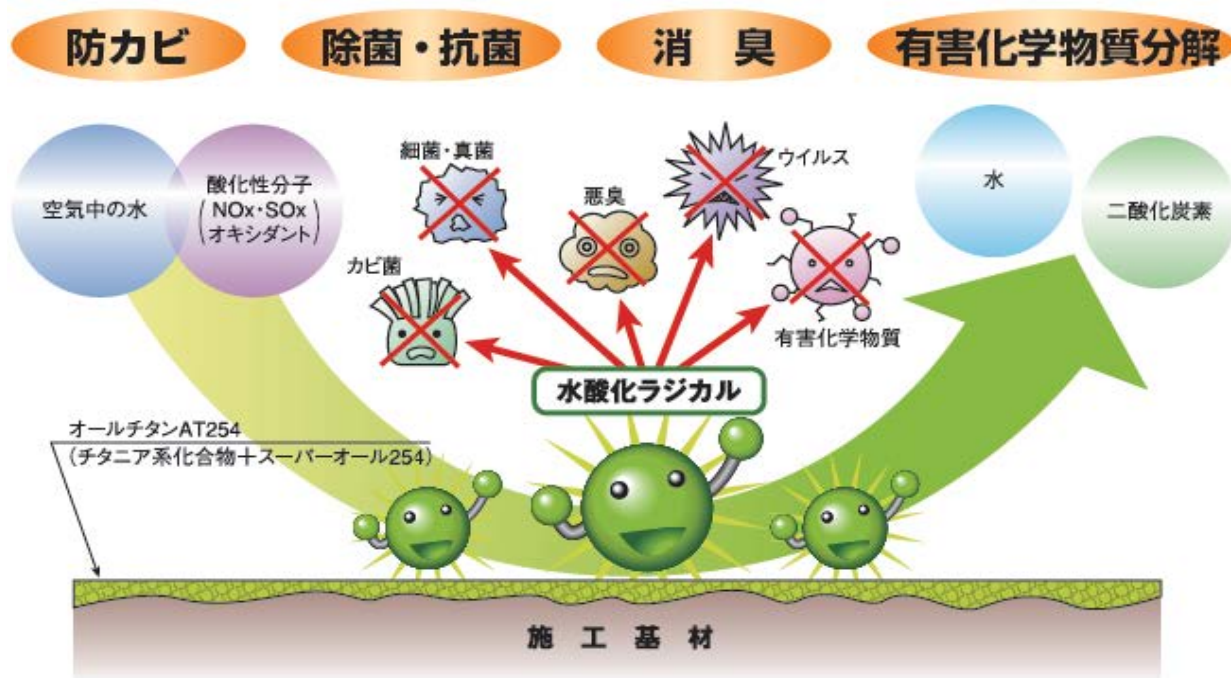 防カビ
除菌・抗菌
消 臭
有害化学物質分解
空気中の水
酸化性分子
(NOx・SOx
オキシダント)
細菌・真菌
カビ菌
悪臭
ウイルス
有害化学物質
水
二酸化炭素
水酸化ラジカル
オールチタンAT254
(チタニア系化合物+スーパーオール254)
施 工 基 材